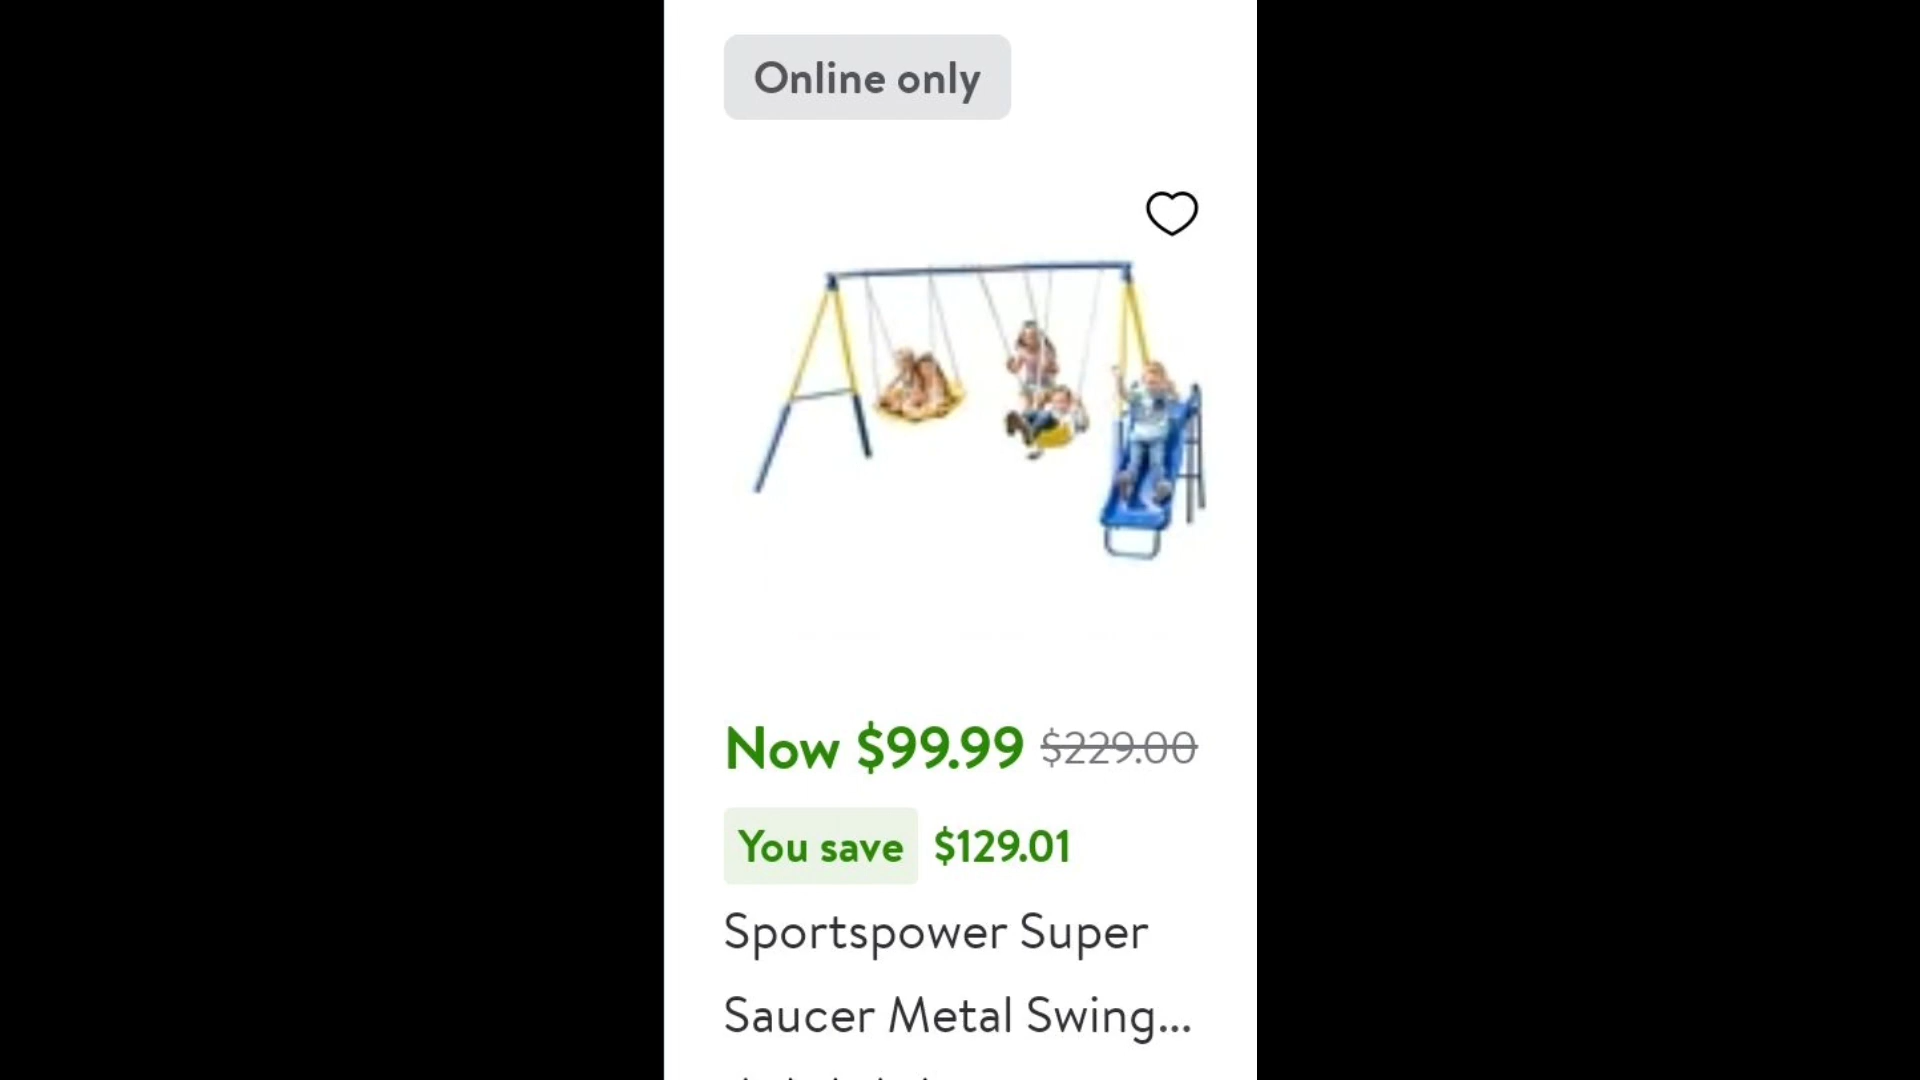 Online only
Now $99.99 $229.00
You save $129.01
Sportspower Super
Saucer Metal Swing...